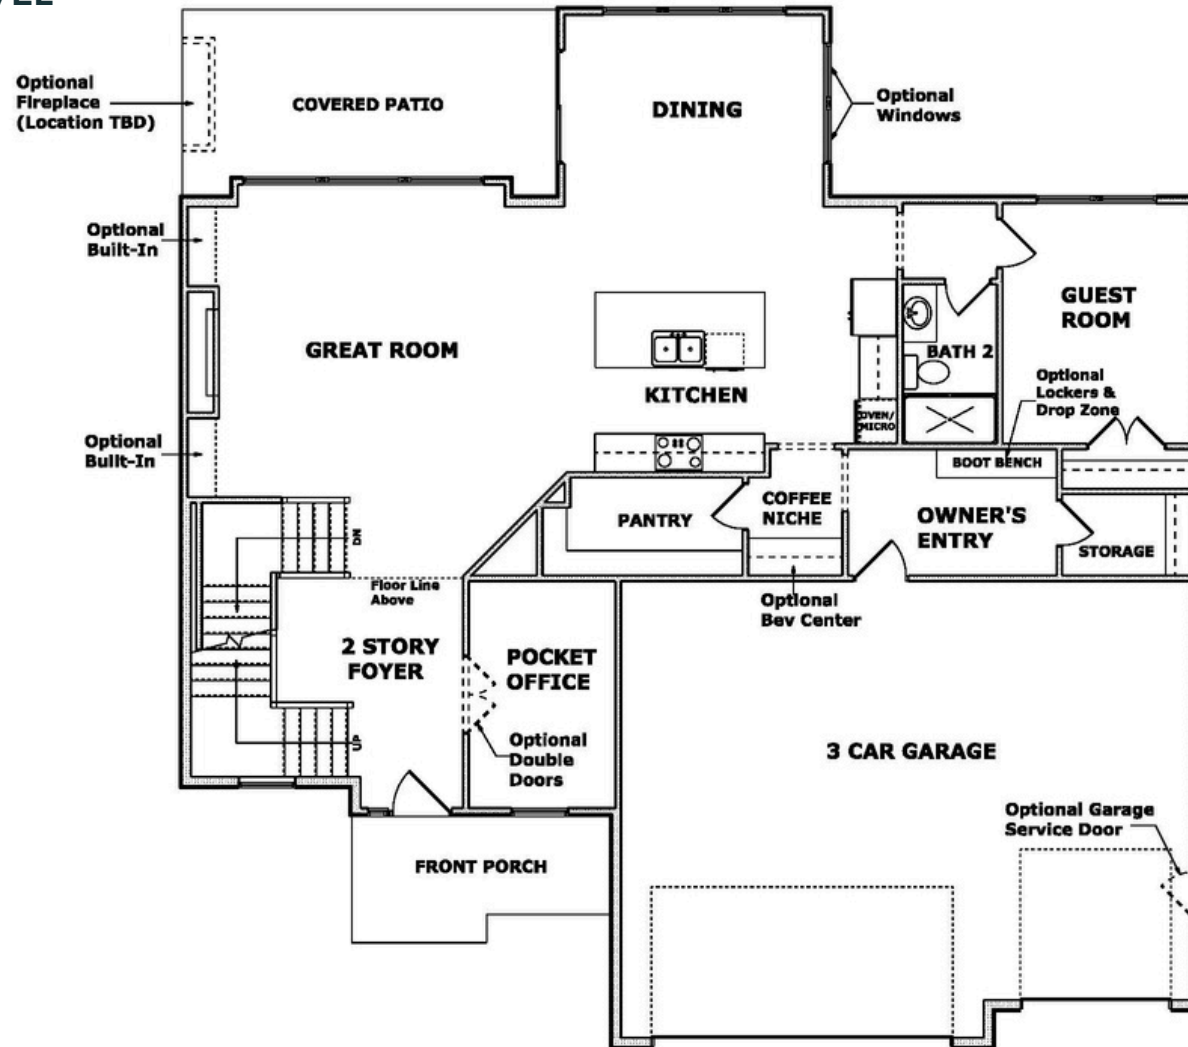 Optional
Fireplace
(Location TBD)
COVERED PATIO
DINING
Optional
Windows
Optional
Built-In
GUEST
ROOM
GREAT ROOM
BATH 2
KITCHEN
Optional
Lockers &
Drop Zone
OVEN/
MICRO
Optional
Built-In
BOOT BENCH
COFFEE
NICHE
PANTRY
OWNER'S
ENTRY
STORAGE
DN
Floor Line
Above
Optional
Bev Center
2 STORY
FOYER
POCKET
OFFICE
UP
Optional
Double
Doors
3 CAR GARAGE
Optional Garage
Service Door
FRONT PORCH